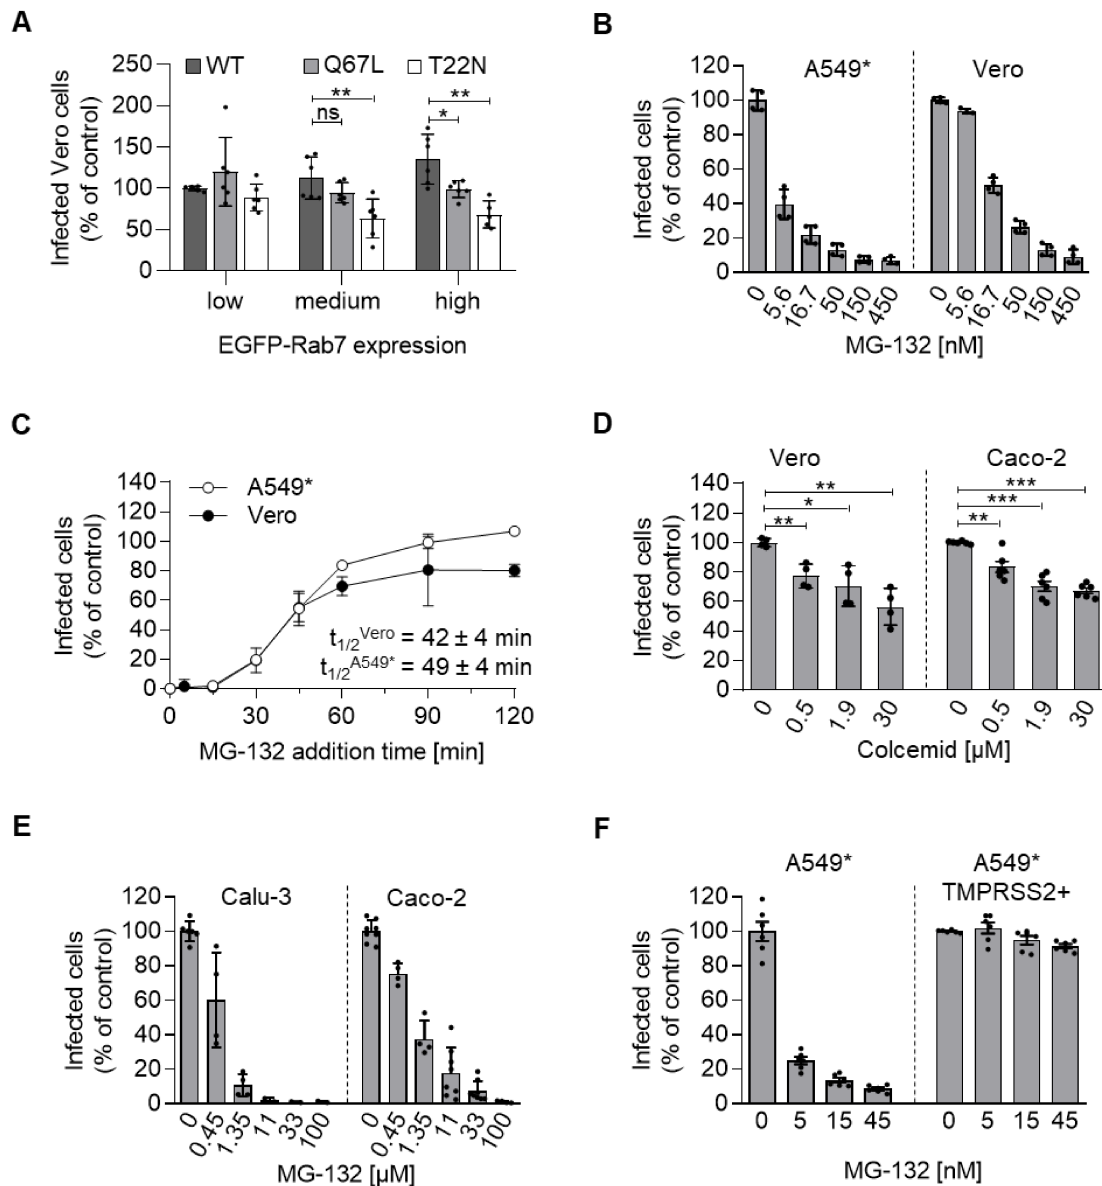 A
WT Q67L T22N
Infected Vero cells
(% of control)
250
200
150
100
50
0
** **
ns *
low medium high
EGFP-Rab7 expression
B
A549* Vero
Infected cells
(% of control)
120
100
80
60
40
20
0
0 5.6 16.7 50 150 450 0 5.6 16.7 50 150 450
MG-132 [nM]
C
A549*
Vero
Infected cells
(% of control)
140
120
100
80
60
40
20
0
t1/2Vero = 42 ± 4 min
t1/2A549* = 49 ± 4 min
0 30 60 90 120
MG-132 addition time [min]
D
Vero Caco-2
Infected cells
(% of control)
140
120
100
80
60
40
20
0
** ***
* ***
** **
0 0.5 1.9 30 0 0.5 1.9 30
Colcemid [µM]
E
Calu-3 Caco-2
Infected cells
(% of control)
120
100
80
60
40
20
0
0 0.45 1.35 11 33 100 0 0.45 1.35 11 33 100
MG-132 [µM]
F
A549* A549*
TMPRSS2+
Infected cells
(% of control)
120
100
80
60
40
20
0
0 5 15 45 0 5 15 45
MG-132 [nM]